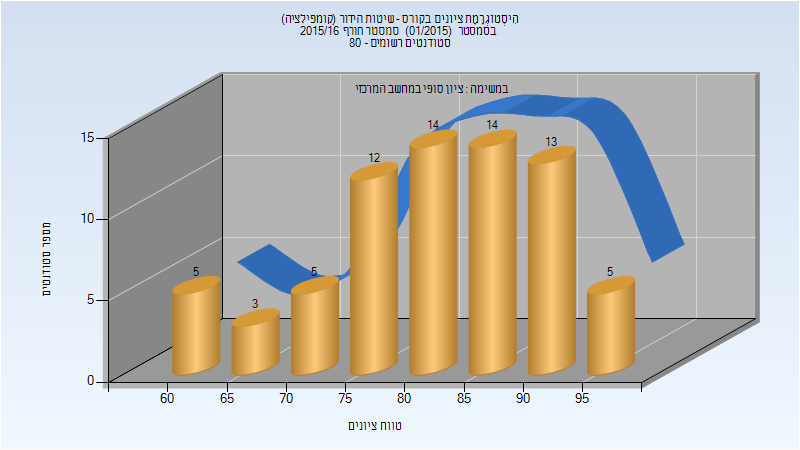 היסטוגרמת ציונים בקורס - שיטות הידור (קומפילציה)
בסמסטר (01/2015) סמסטר חורף 2015/16
סטודנטים רשומים - 80
במשימה : ציון סופי במחשב המרכזי
מספר סטודנטים
15
10
5
0
5
3
5
12
14
14
13
5
60 65 70 75 80 85 90 95
טווח ציונים